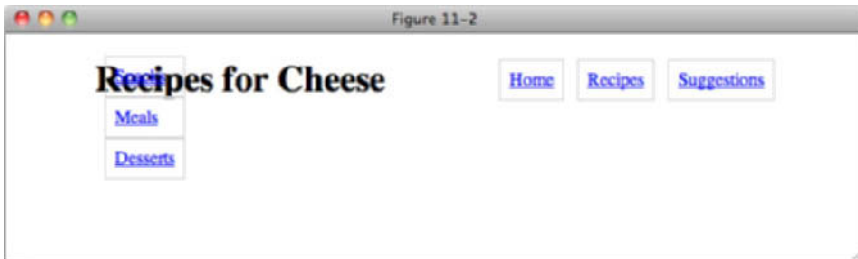 Figure 11-2
Recipes for Cheese
Home Recipes Suggestions
Meals
Desserts